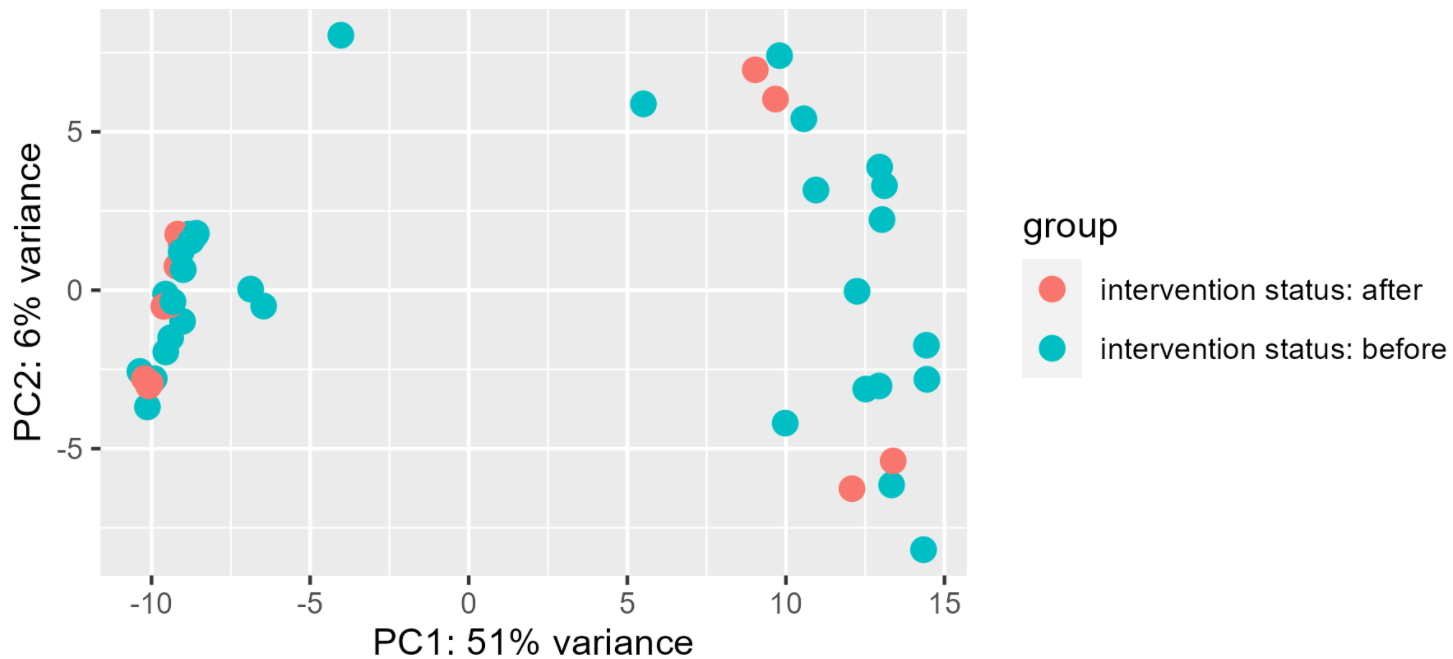 5
0
-5
PC2: 6% variance
-10
-5
0
5
10
15
PC1: 51% variance
group
intervention status: after
intervention status: before